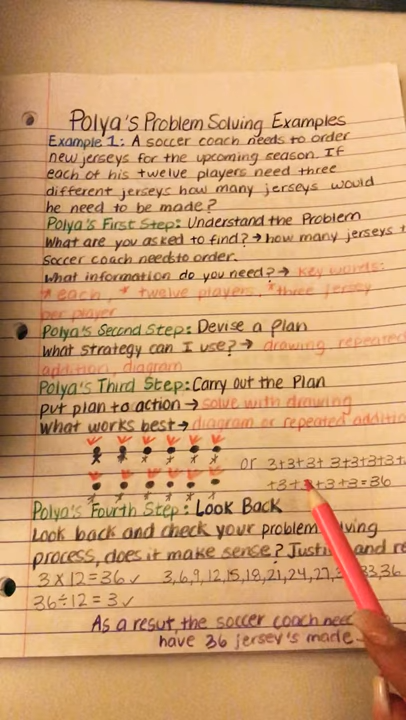 Polya's Problem Solving Examples
Example 1: A soccer coach needs to order
new jerseys for the upcoming season. If
each of his twelve players need three
different jerseys how many jerseys would
he need to be made?
Polya's First Step: Understand the Problem
What are you asked to find? → how many jerseys
soccer coach needs to order.
what information do you need? → key words:
* each, * twelve players, *three jersey
per player
Polya's Second Step: Devise a Plan
What strategy can I use? → drawing repeated
addition, diagram
Polya's Third Step: Carry out the Plan
put plan to action → solve with drawing
What works best → diagram or repeated
or 3+3+3+ 3+3+3+3+
+3+ +3+3=36
Polya's Fourth Step: Look Back
Look back and check your problem
process, does it make sense?
3 x 12 = 36 ✓ 3,6,9,12,15,18,21,24,27, 33,36
36÷12 = 3 ✓
As a resut the soccer coach
have 36 jersey's made.